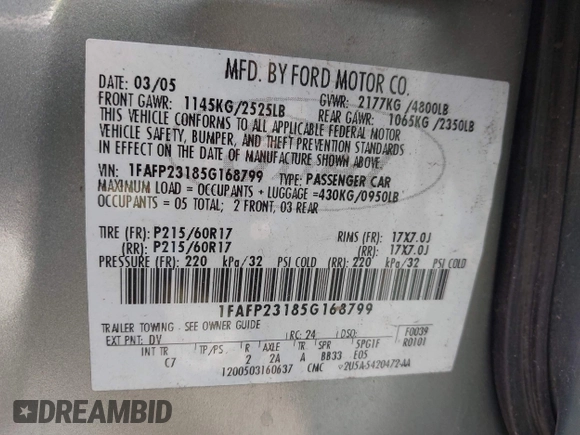 MFD. BY FORD MOTOR CO.
DATE: 03/05
GVWR: 2177KG /4800LB
FRONT GAWR: 1145KG/2525LB
REAR GAWR: 1065KG/2350LB
THIS VEHICLE CONFORMS TO ALL APPLICABLE FEDERAL MOTOR
VEHICLE SAFETY, BUMPER, AND THEFT PREVENTION STANDARDS
IN EFFECT ON THE DATE OF MANUFACTURE SHOWN ABOVE.
VIN: 1FAFP23185G168799 TYPE: PASSENGER CAR
MAXIMUM LOAD = OCCUPANTS + LUGGAGE =430KG/0950LB
OCCUPANTS = 05 TOTAL; 2 FRONT, 03 REAR
TIRE (FR): P215/60R17 RIMS (FR): 17X7.0J
(RR): P215/60R17 (RR): 17X7.0J
PRESSURE (FR): 220 kPa/32 PSI COLD (RR): 220 kPa/32 PSI COLD
1FAFP23185G168799
TRAILER TOWING - SEE OWNER GUIDE
EXT PNT: DV RC: 24 DSO: F0039
R0101
INT TR TP/PS R AXLE TR SPR 5PG1F
C7 2 2A A BB33 E05
1200503160637 CMC
DREAMBID